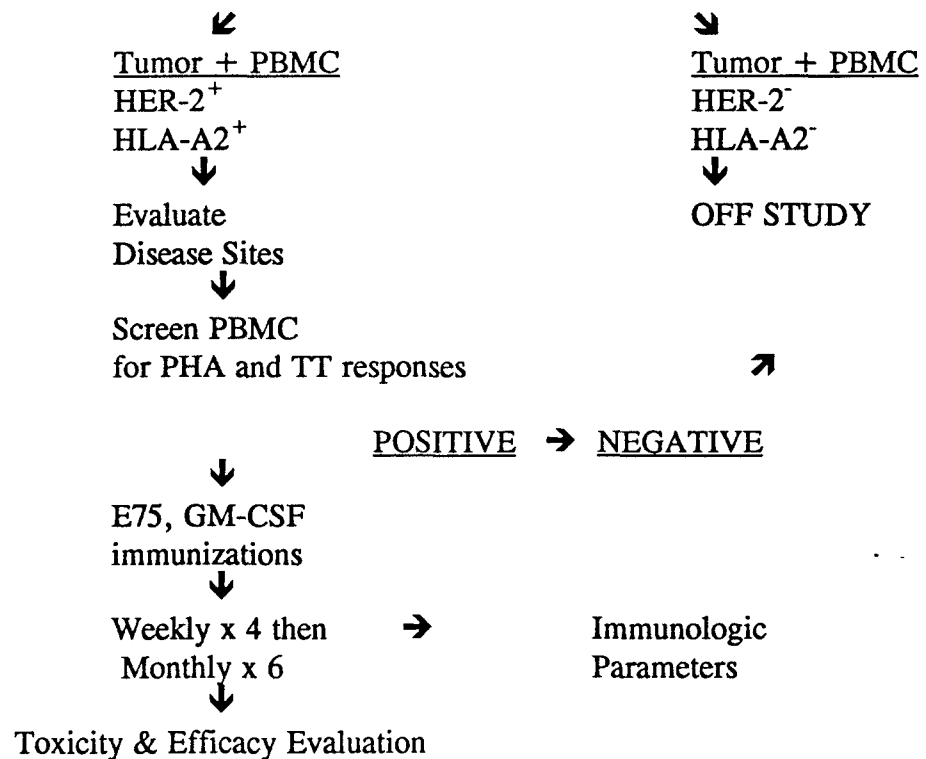 Tumor + PBMC
HER-2⁺
HLA-A2⁺
Evaluate
Disease Sites
Screen PBMC
for PHA and TT responses
Tumor + PBMC
HER-2⁻
HLA-A2⁻
OFF STUDY
POSITIVE → NEGATIVE
E75, GM-CSF
immunizations
Weekly x 4 then
Monthly x 6
Immunologic
Parameters
Toxicity & Efficacy Evaluation